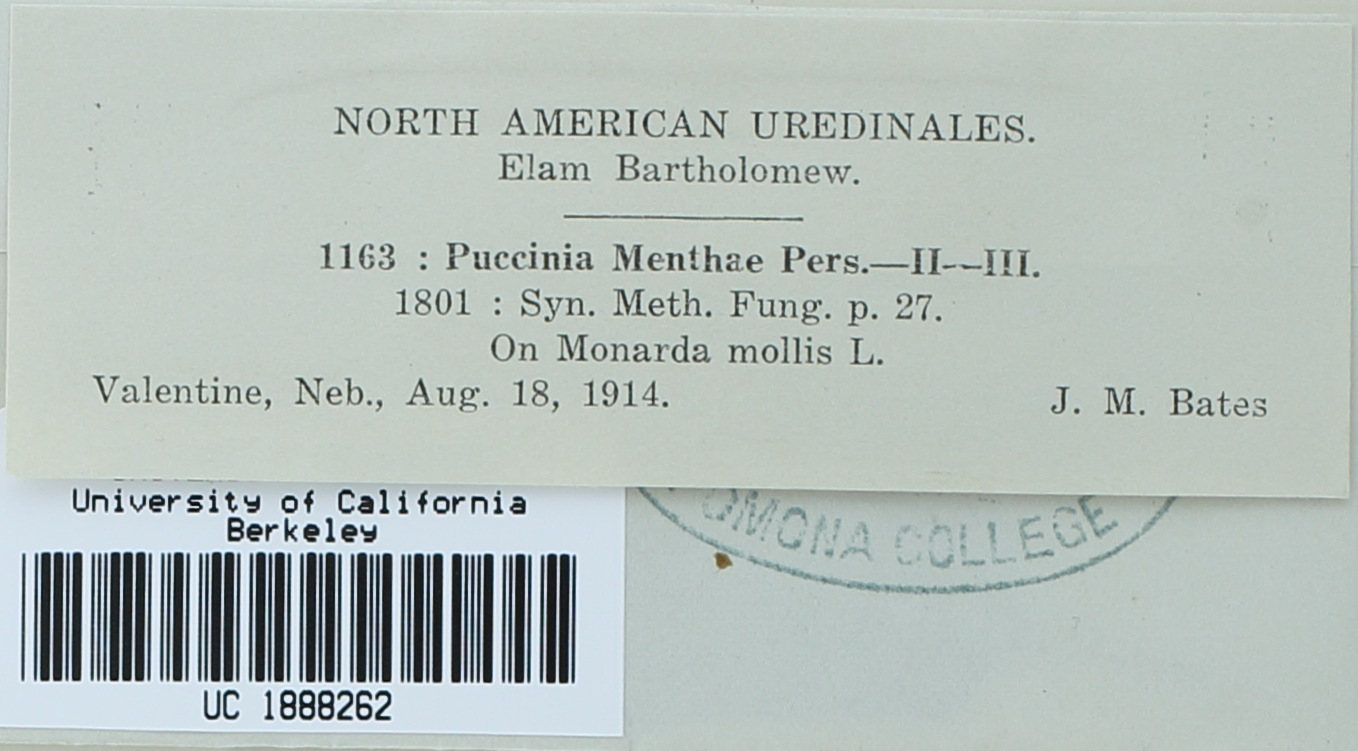 NORTH AMERICAN UREDINALES.
Elam Bartholomew.
1163 : Puccinia Menthae Pers.—II—III.
1801 : Syn. Meth. Fung. p. 27.
On Monarda mollis L.
Valentine, Neb., Aug. 18, 1914.
J. M. Bates
University of California
Berkeley
UC 1888262
COLLEGE